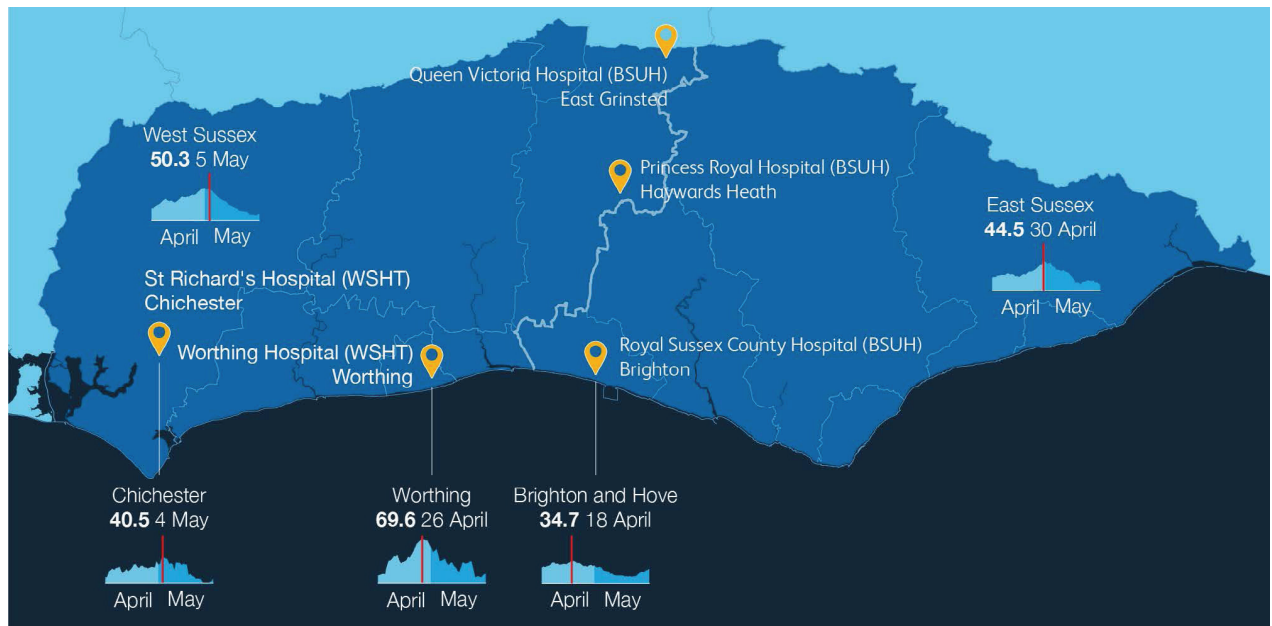 Queen Victoria Hospital (BSUH)
East Grinsted
West Sussex
50.3 5 May
April May
Princess Royal Hospital (BSUH)
Haywards Heath
East Sussex
44.5 30 April
April May
St Richard's Hospital (WSHT)
Chichester
Worthing Hospital (WSHT)
Worthing
Royal Sussex County Hospital (BSUH)
Brighton
Chichester
40.5 4 May
April May
Worthing
69.6 26 April
April May
Brighton and Hove
34.7 18 April
April May